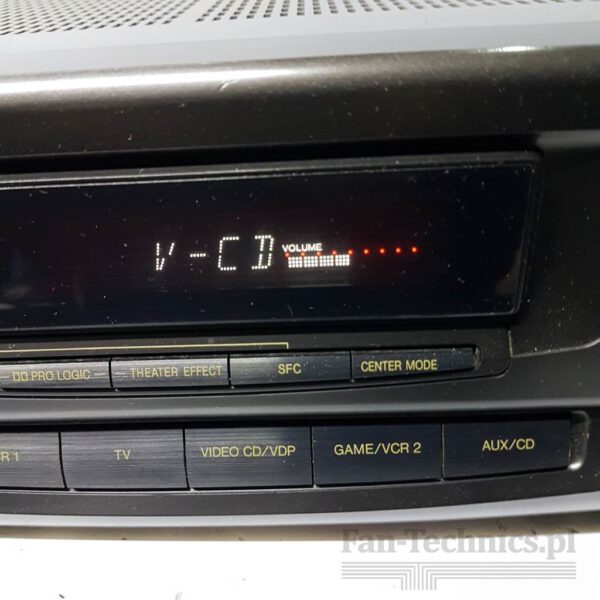 V-CD VOLUME
PRO LOGIC THEATER EFFECT SFC CENTER MODE
R 1 TV VIDEO CD/VDP GAME/VCR 2 AUX/CD
Fan-Technics.pl